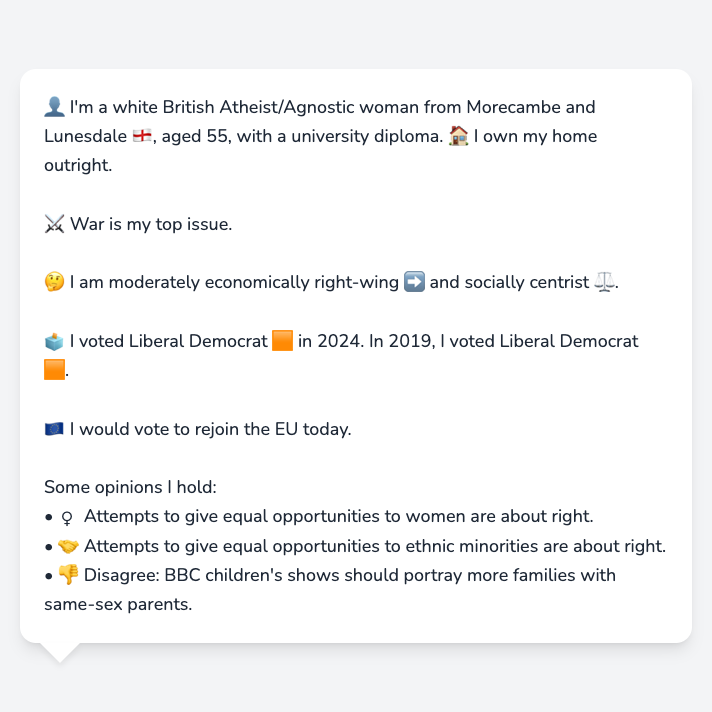 👤 I'm a white British Atheist/Agnostic woman from Morecambe and
Lunesdale 🏴󠁧󠁢󠁥󠁮󠁧󠁿, aged 55, with a university diploma. 🏠 I own my home
outright.
⚔️ War is my top issue.
🤔 I am moderately economically right-wing ➡️ and socially centrist ⚖️.
🗳️ I voted Liberal Democrat 🟧 in 2024. In 2019, I voted Liberal Democrat
🟧.
🇪🇺 I would vote to rejoin the EU today.
Some opinions I hold:
• ♀️ Attempts to give equal opportunities to women are about right.
• 🤝 Attempts to give equal opportunities to ethnic minorities are about right.
• 👎 Disagree: BBC children's shows should portray more families with
same-sex parents.